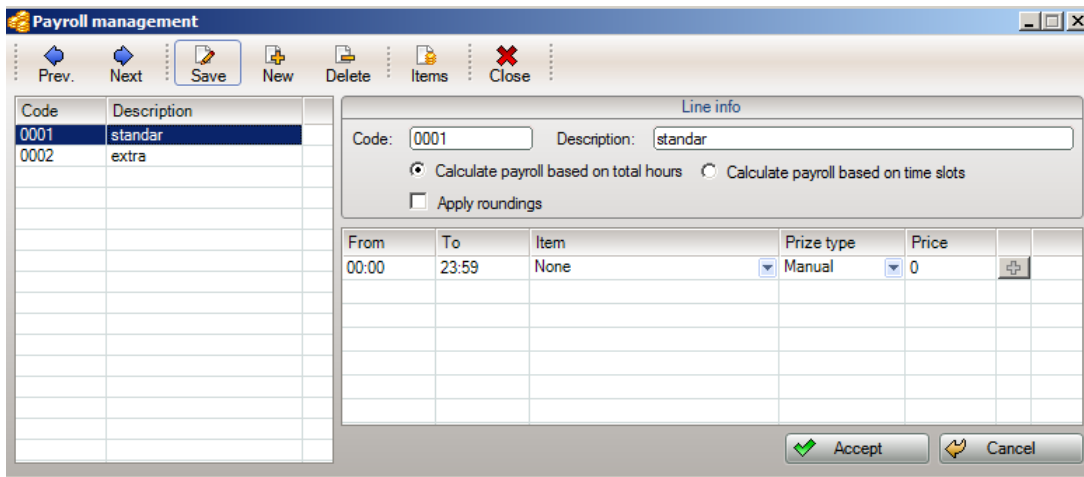 Payroll management
Prev. Next Save New Delete Items Close
Code Description
0001 standar
0002 extra
Line info
Code: 0001 Description: standar
Calculate payroll based on total hours Calculate payroll based on time slots
Apply roundings
From To Item Prize type Price
00:00 23:59 None Manual 0
Accept Cancel